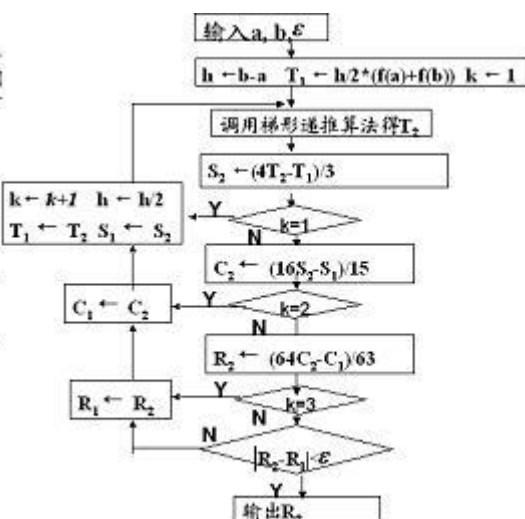 输入a, b, ε
h ←b-a T₁ ← h/2*(f(a)+f(b)) k ← 1
调用梯形递推算法得T₂
S₂ ←(4T₂-T₁)/3
k ← k+1 h ← h/2
T₁ ← T₂ S₁ ← S₂
Y
k=1
N
C₂ ← (16S₂-S₁)/15
C₁ ← C₂
Y
k=2
N
R₂ ← (64C₂-C₁)/63
R₁ ← R₂
Y
k=3
N
N
|R₂-R₁|<ε
Y
输出R₂